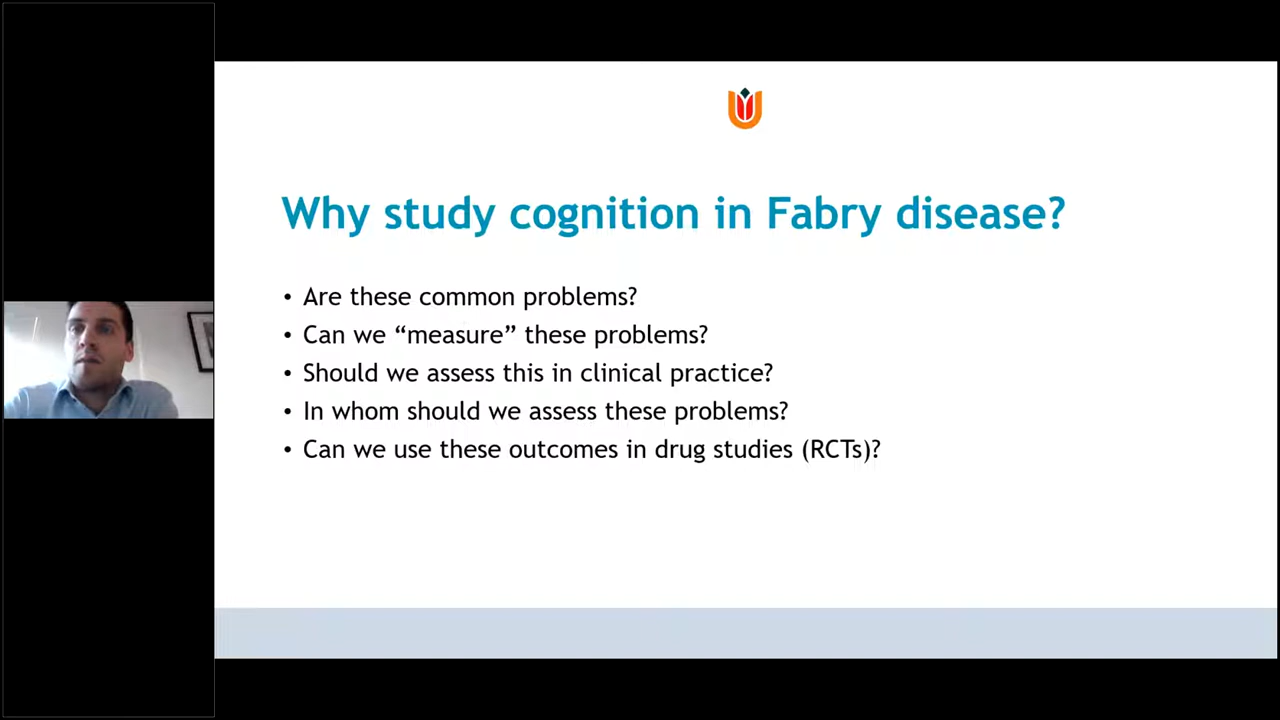 Why study cognition in Fabry disease?
• Are these common problems?
• Can we “measure” these problems?
• Should we assess this in clinical practice?
• In whom should we assess these problems?
• Can we use these outcomes in drug studies (RCTs)?